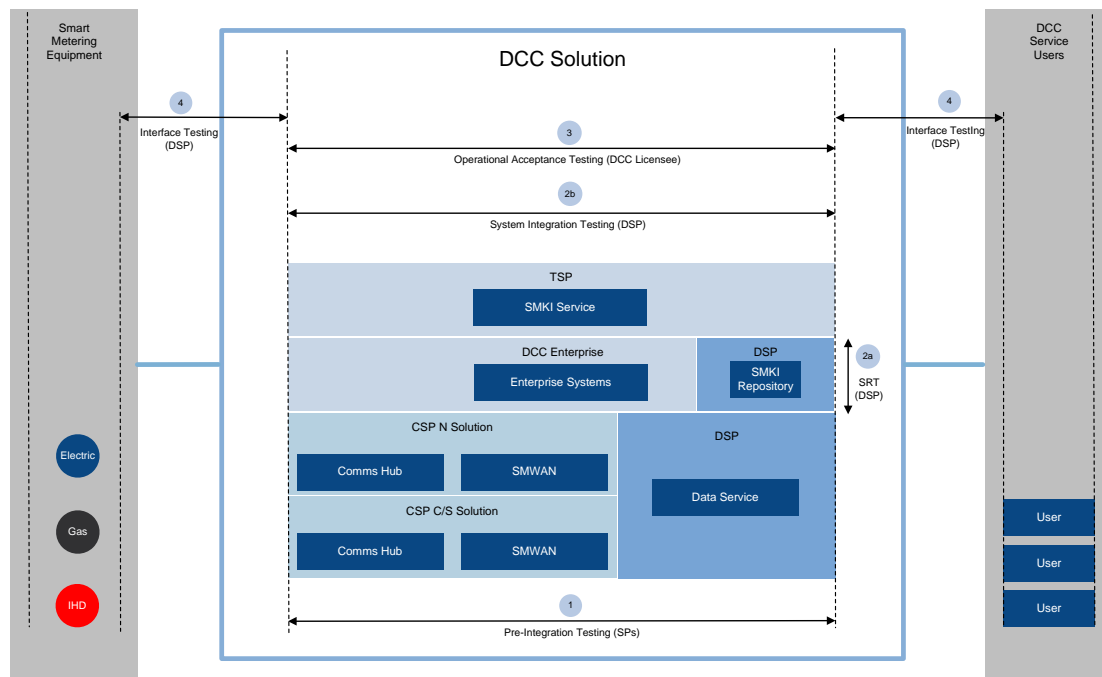 Smart
Metering
Equipment
DCC Solution
DCC
Service
Users
4
Interface Testing
(DSP)
4
Interface TestIng
(DSP)
3
Operational Acceptance Testing (DCC Licensee)
2b
System Integration Testing (DSP)
TSP
SMKI Service
DCC Enterprise
Enterprise Systems
DSP
SMKI
Repository
2a
SRT
(DSP)
CSP N Solution
Comms Hub
SMWAN
DSP
Data Service
CSP C/S Solution
Comms Hub
SMWAN
Electric
Gas
IHD
User
User
User
1
Pre-Integration Testing (SPs)